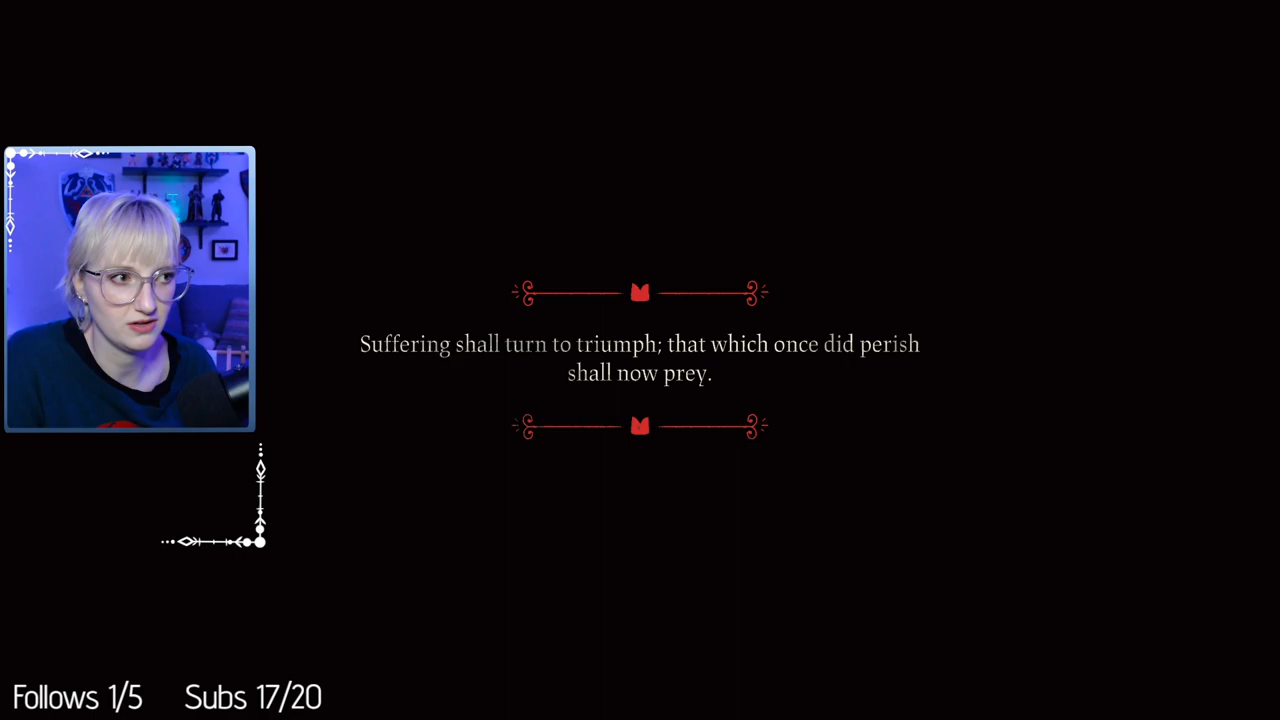 Suffering shall turn to triumph; that which once did perish
shall now prey.
Follows 1/5
Subs 17/20